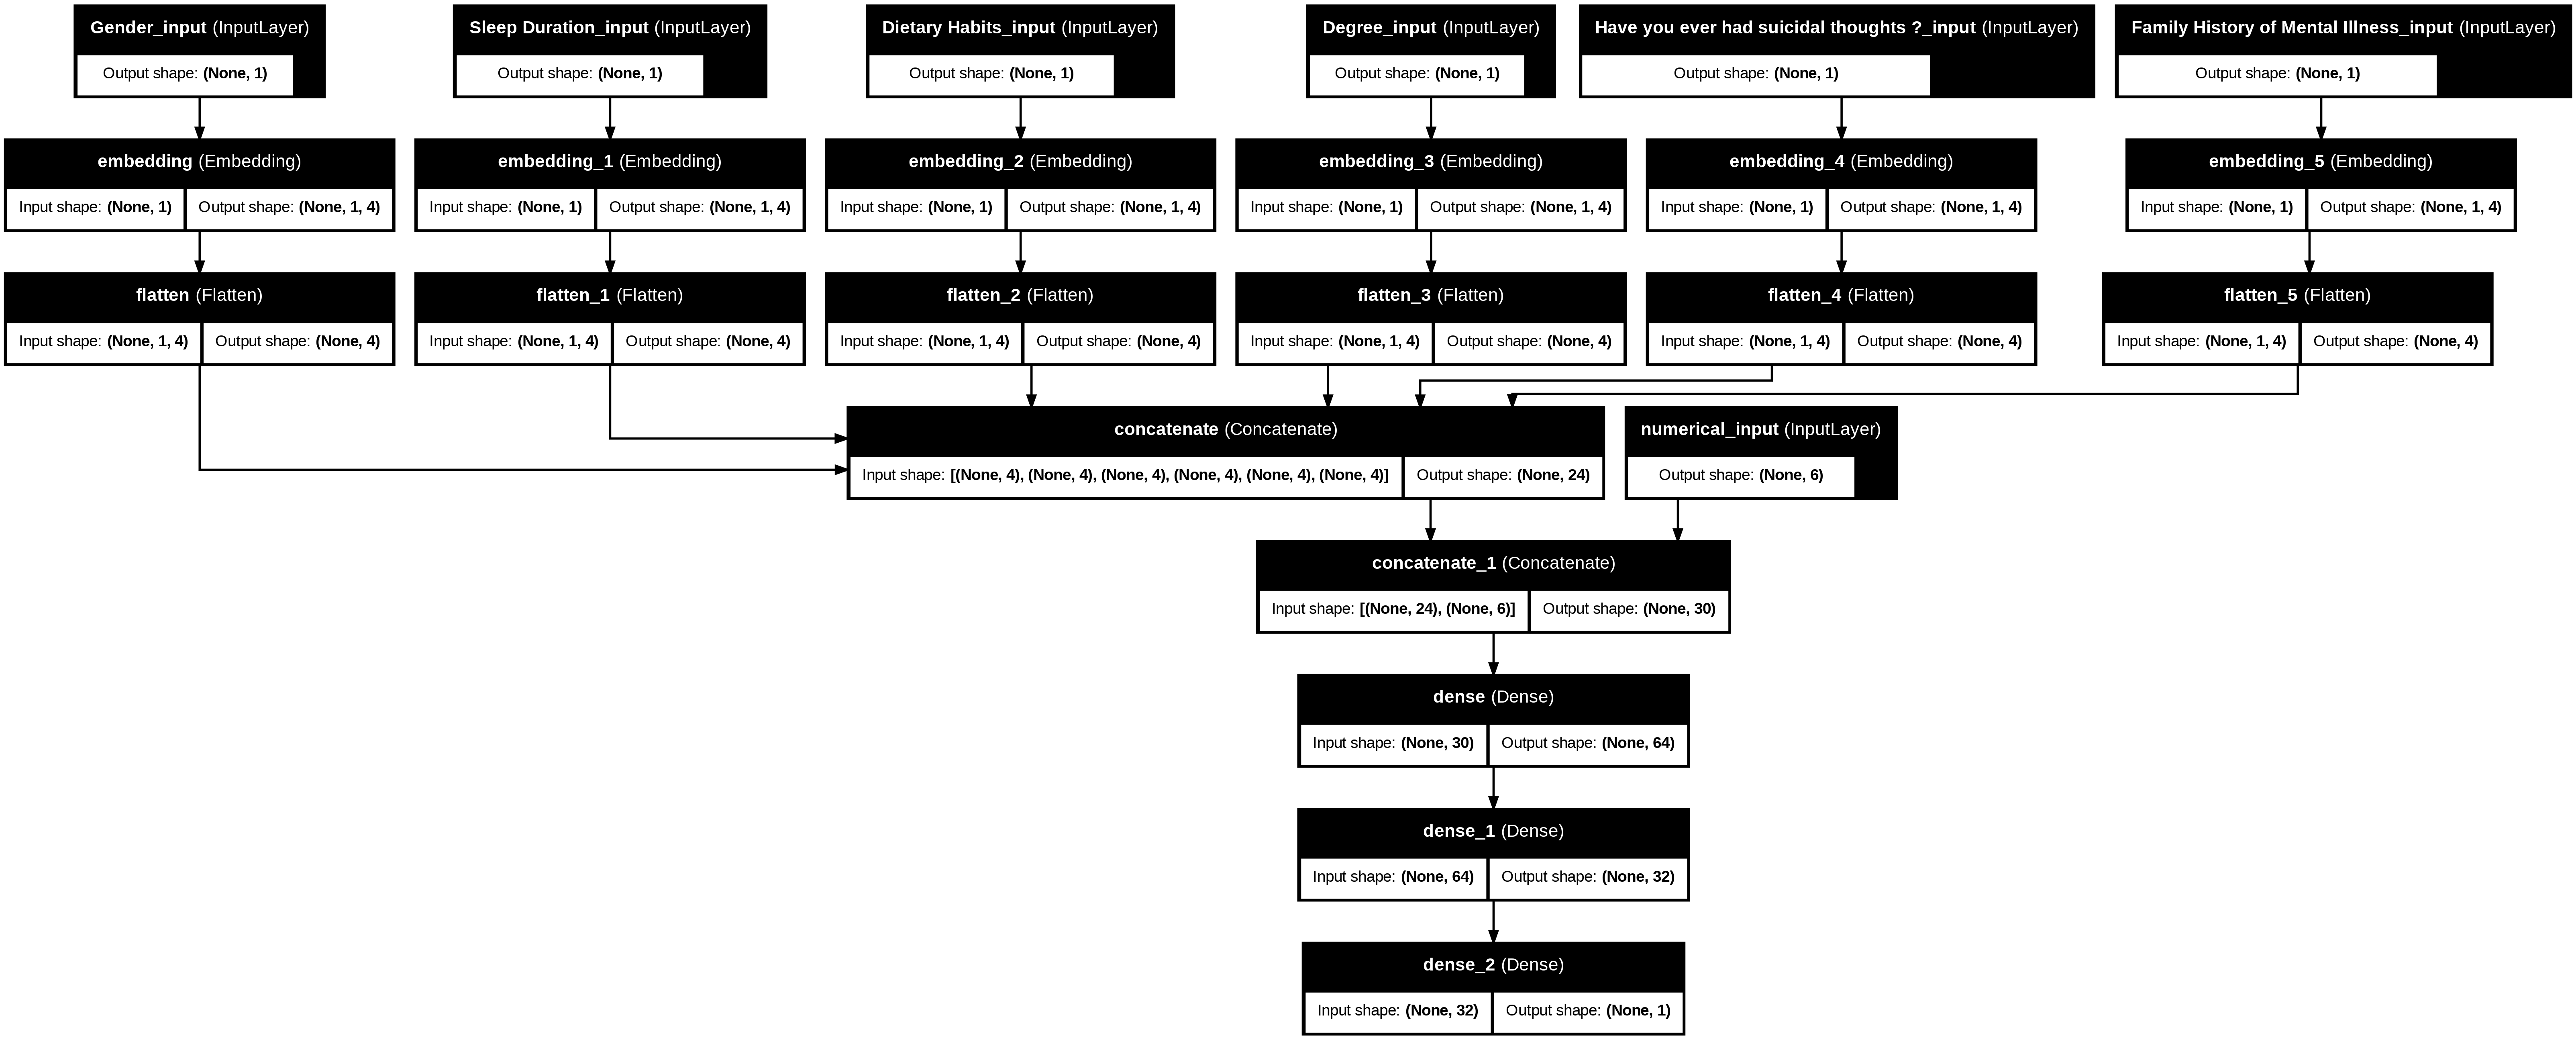 Gender_input (InputLayer)
Output shape: (None, 1)
Sleep Duration_input (InputLayer)
Output shape: (None, 1)
Dietary Habits_input (InputLayer)
Output shape: (None, 1)
Degree_input (InputLayer)
Output shape: (None, 1)
Have you ever had suicidal thoughts ?_input (InputLayer)
Output shape: (None, 1)
Family History of Mental Illness_input (InputLayer)
Output shape: (None, 1)
embedding (Embedding)
Input shape: (None, 1) Output shape: (None, 1, 4)
embedding_1 (Embedding)
Input shape: (None, 1) Output shape: (None, 1, 4)
embedding_2 (Embedding)
Input shape: (None, 1) Output shape: (None, 1, 4)
embedding_3 (Embedding)
Input shape: (None, 1) Output shape: (None, 1, 4)
embedding_4 (Embedding)
Input shape: (None, 1) Output shape: (None, 1, 4)
embedding_5 (Embedding)
Input shape: (None, 1) Output shape: (None, 1, 4)
flatten (Flatten)
Input shape: (None, 1, 4) Output shape: (None, 4)
flatten_1 (Flatten)
Input shape: (None, 1, 4) Output shape: (None, 4)
flatten_2 (Flatten)
Input shape: (None, 1, 4) Output shape: (None, 4)
flatten_3 (Flatten)
Input shape: (None, 1, 4) Output shape: (None, 4)
flatten_4 (Flatten)
Input shape: (None, 1, 4) Output shape: (None, 4)
flatten_5 (Flatten)
Input shape: (None, 1, 4) Output shape: (None, 4)
concatenate (Concatenate)
Input shape: [(None, 4), (None, 4), (None, 4), (None, 4), (None, 4), (None, 4)] Output shape: (None, 24)
numerical_input (InputLayer)
Output shape: (None, 6)
concatenate_1 (Concatenate)
Input shape: [(None, 24), (None, 6)] Output shape: (None, 30)
dense (Dense)
Input shape: (None, 30) Output shape: (None, 64)
dense_1 (Dense)
Input shape: (None, 64) Output shape: (None, 32)
dense_2 (Dense)
Input shape: (None, 32) Output shape: (None, 1)